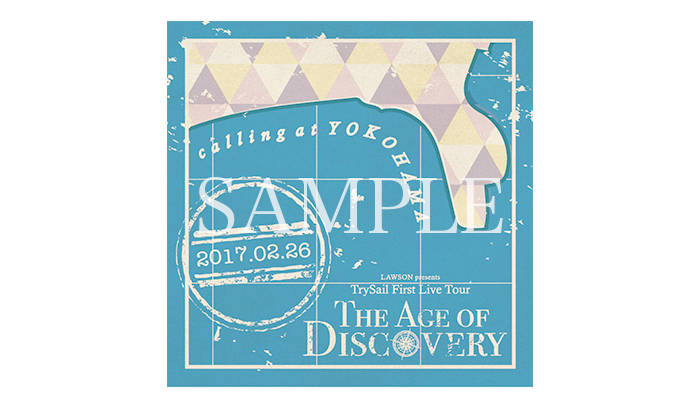 calling at YOKOHAMA
SAMPLE
2017.02.26
LAWSON presents
TrySail First Live Tour
THE AGE OF
DISCOVERY